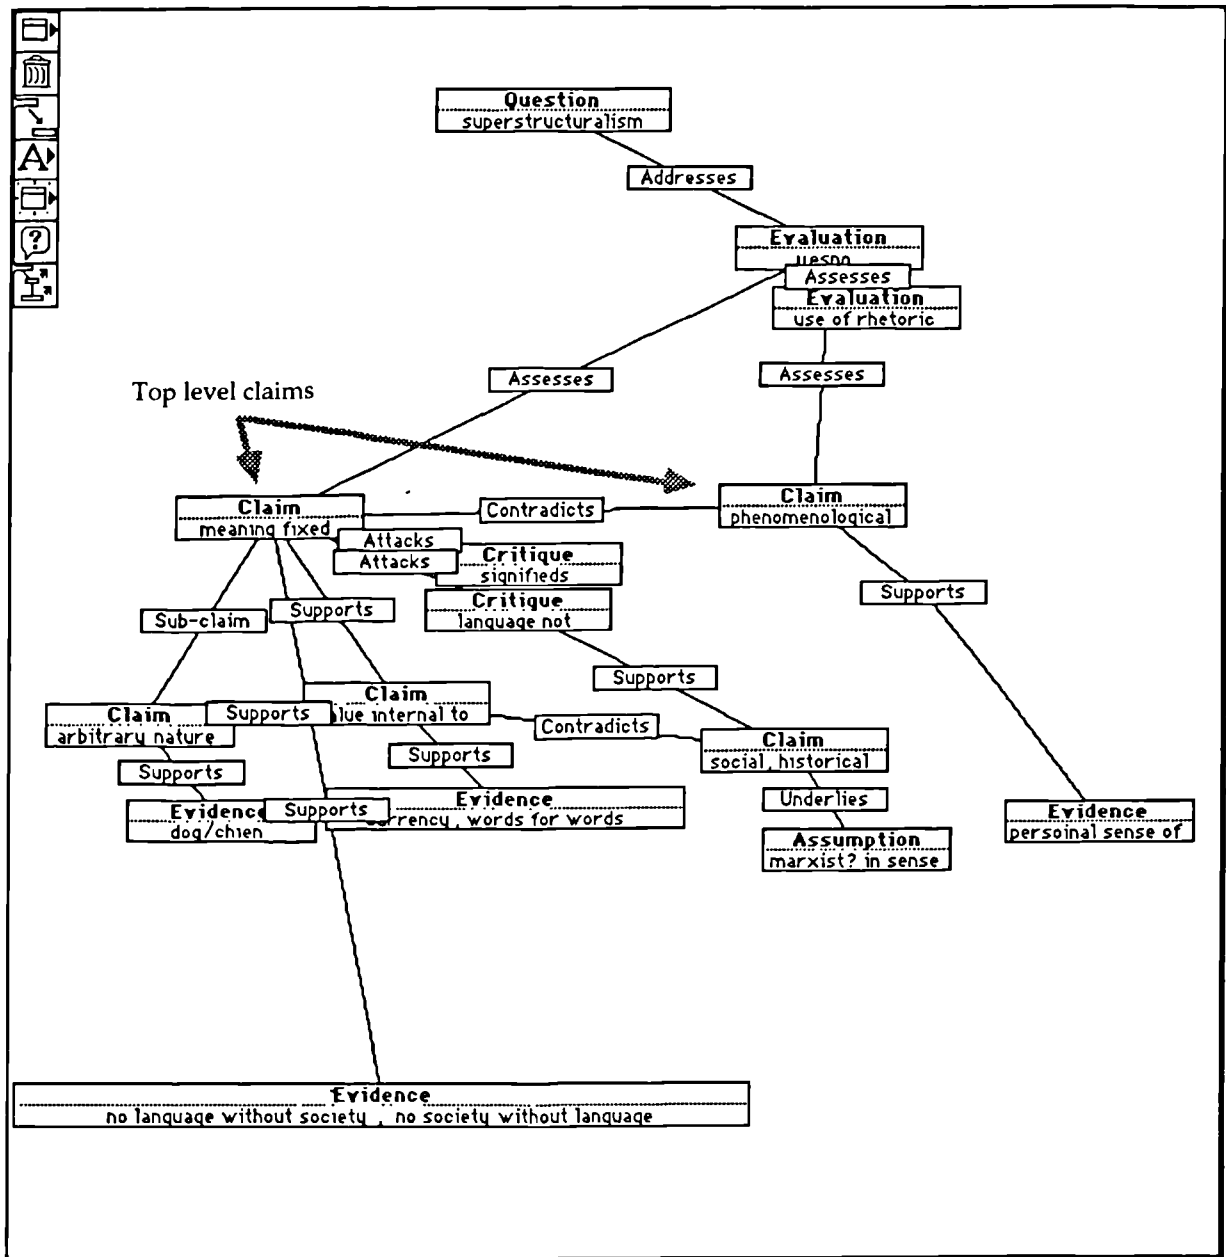 Question
superstructuralism
Addresses
Evaluation
Assesses
Evaluation
use of rhetoric
Assesses
Assesses
Top level claims
Claim
meaning fixed
Contradicts
Claim
phenomenological
Attacks
Attacks
Critique
signifieds
Critique
language not
Supports
Sub-claim
Supports
Supports
Claim
internal to
Claim
arbitrary nature
Supports
Contradicts
Claim
social, historical
Supports
Supports
Underlies
Evidence
dog/chien
Supports
Evidence
words for words
Assumption
marxist? in sense
Evidence
persoinal sense of
Evidence
no language without society, no society without language
A
?